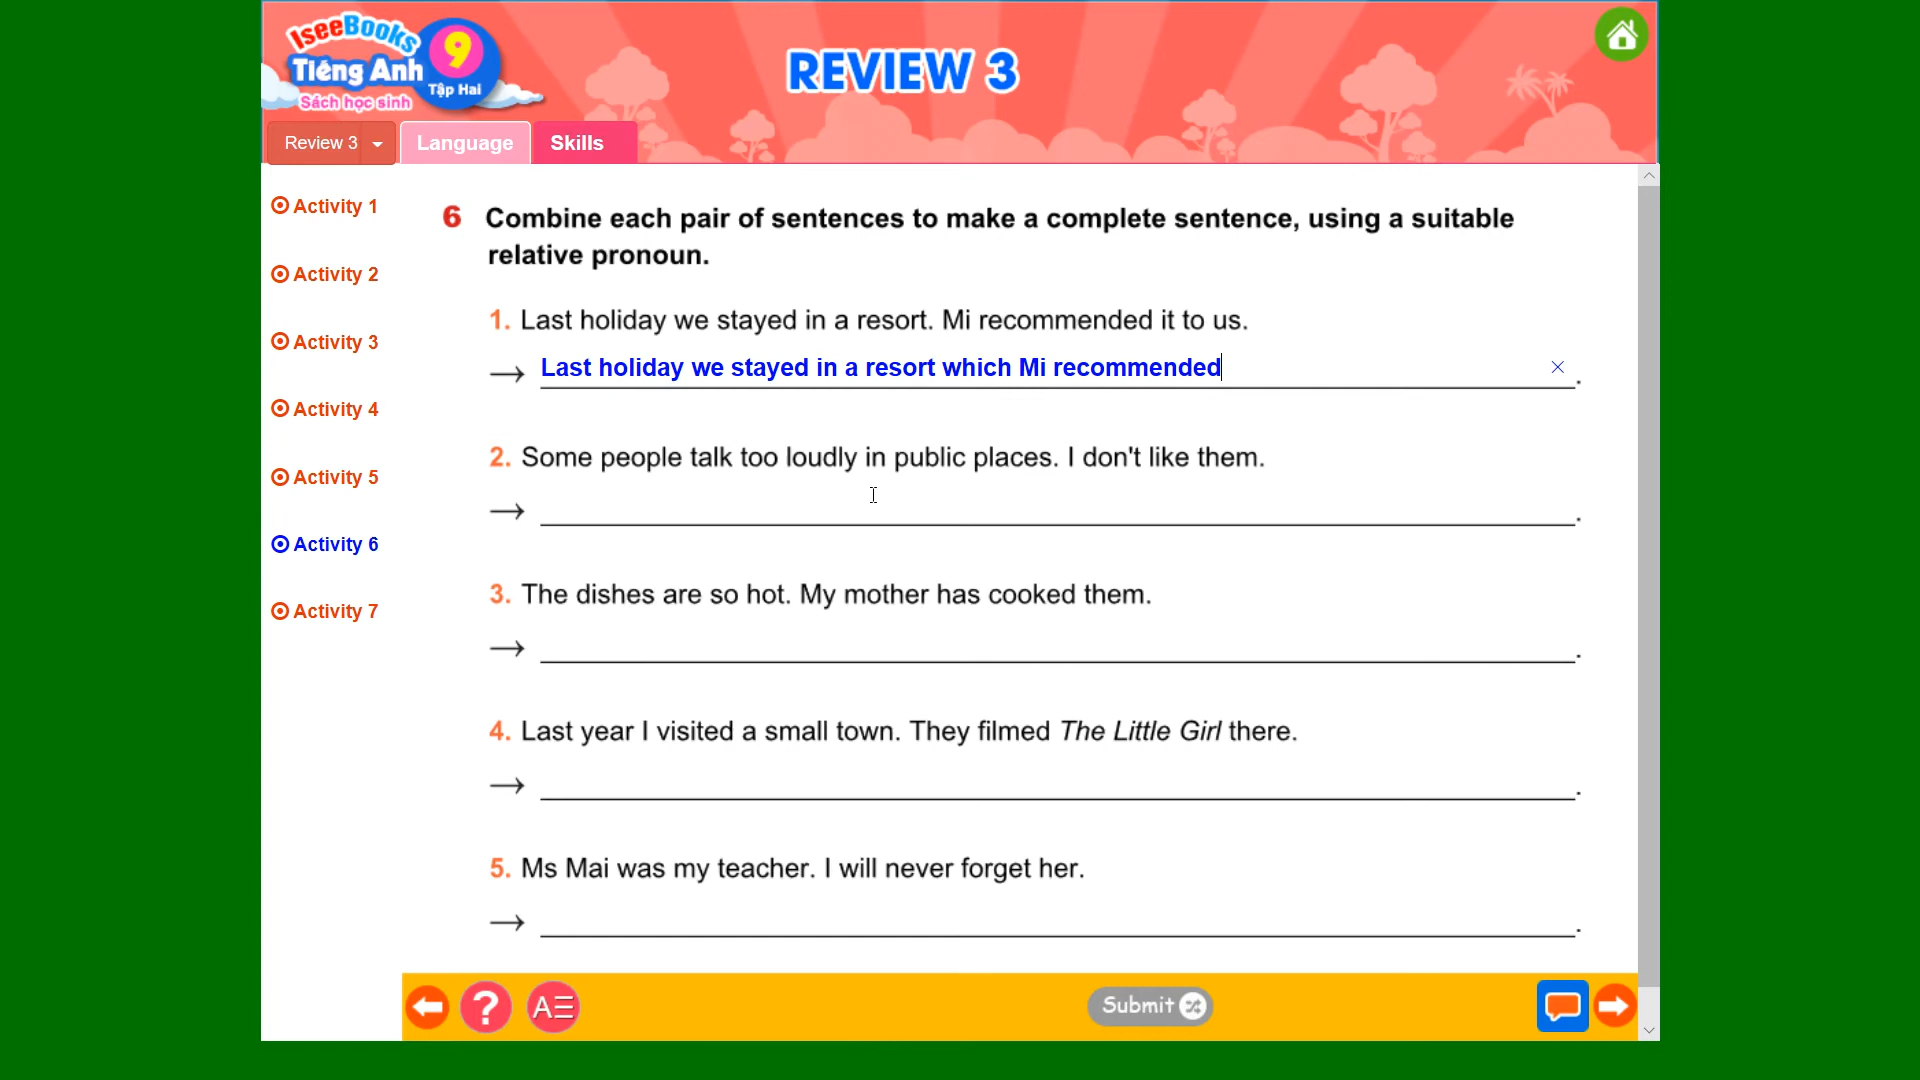 IseeBooks
Tiếng Anh 9
Tập Hai
Sách học sinh
REVIEW 3
Review 3
Language
Skills
Activity 1
Activity 2
Activity 3
Activity 4
Activity 5
Activity 6
Activity 7
6 Combine each pair of sentences to make a complete sentence, using a suitable
relative pronoun.
1. Last holiday we stayed in a resort. Mi recommended it to us.
→ Last holiday we stayed in a resort which Mi recommended .
2. Some people talk too loudly in public places. I don't like them.
→ .
3. The dishes are so hot. My mother has cooked them.
→ .
4. Last year I visited a small town. They filmed The Little Girl there.
→ .
5. Ms Mai was my teacher. I will never forget her.
→ .
?
A
Submit